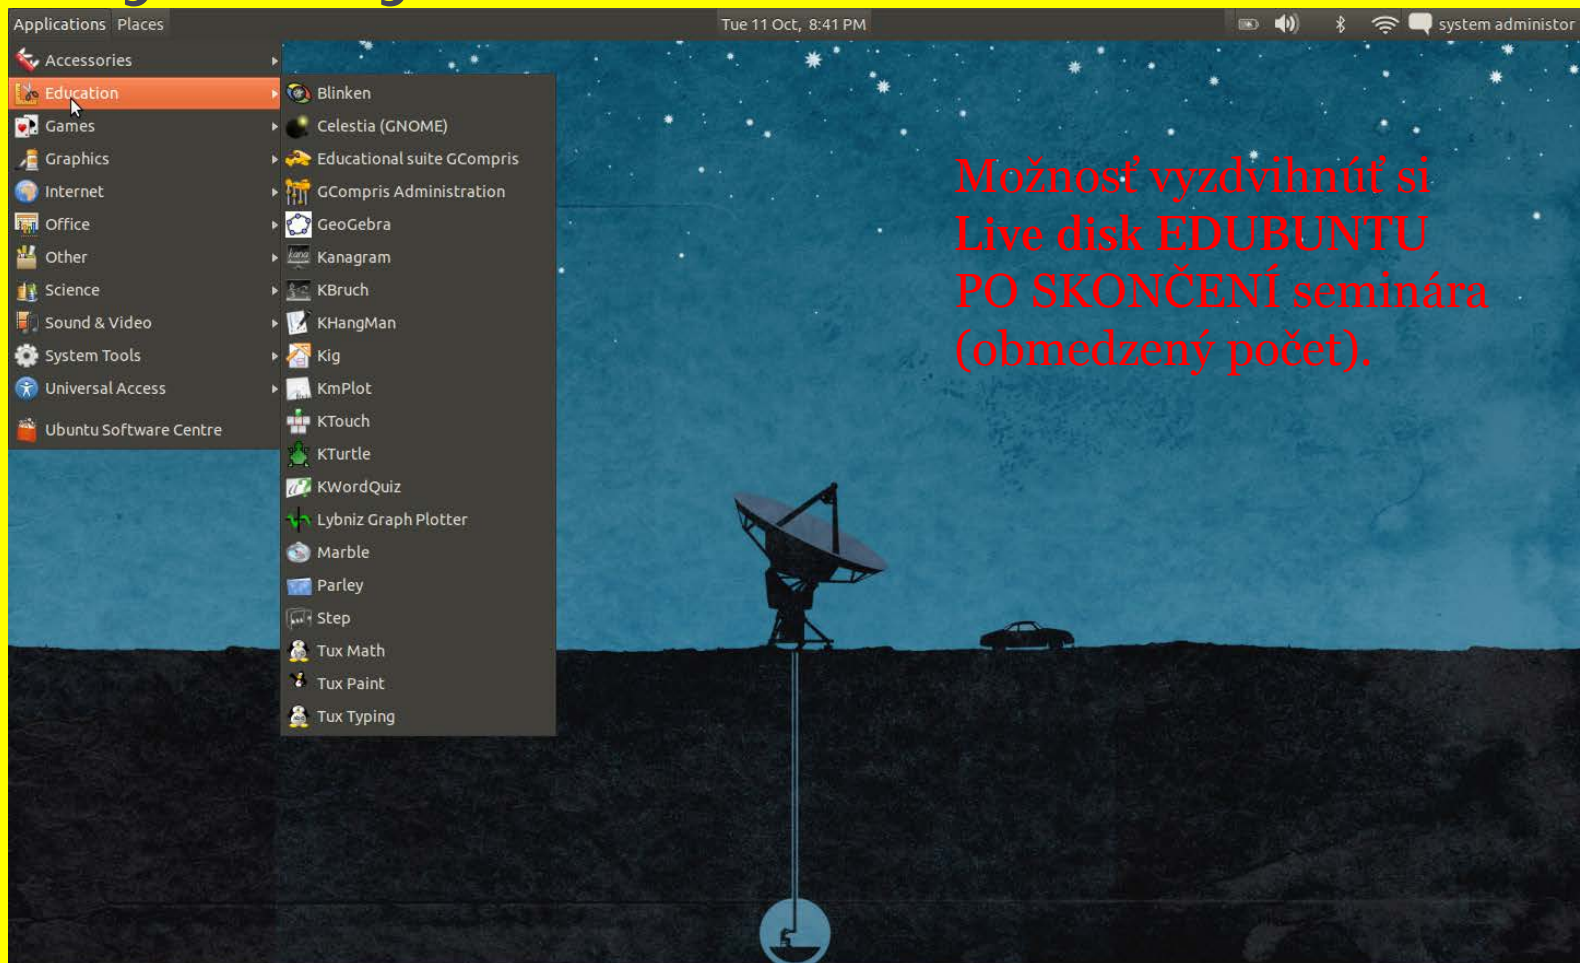 Applications Places
Tue 11 Oct, 8:41 PM
system administor
Accessories
Education
Games
Graphics
Internet
Office
Other
Science
Sound & Video
System Tools
Universal Access
Ubuntu Software Centre
Blinken
Celestia (GNOME)
Educational suite GCompris
GCompris Administration
GeoGebra
Kanagram
KBruch
KHangMan
Kig
KmPlot
KTouch
KTurtle
KWordQuiz
Lybniz Graph Plotter
Marble
Parley
Step
Tux Math
Tux Paint
Tux Typing
Možnosť vyzdvihnúť si
Live disk EDUBUNTU
PO SKONČENÍ seminára
(obmedzený počet).